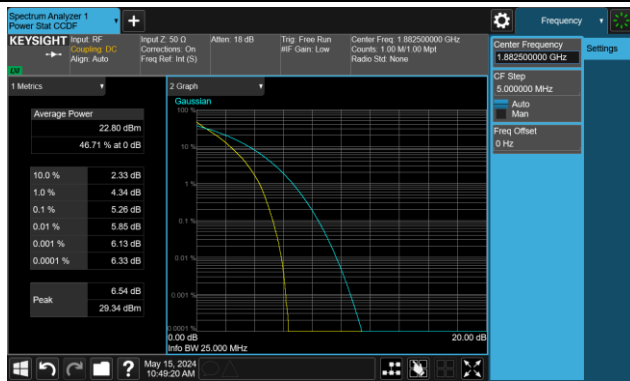 Spectrum Analyzer 1
Power Stat CCDF
Frequency
KEYSIGHT
Input: RF
Coupling: DC
Align: Auto
Input Z: 50 Ω
Corrections: On
Freq Ref: Int (S)
Atten: 18 dB
Trig: Free Run
#IF Gain: Low
Center Freq: 1.882500000 GHz
Counts: 1.00 M/1.00 Mpt
Radio Std: None
Center Frequency
1.882500000 GHz
Settings
CF Step
5.000000 MHz
Auto
Man
Freq Offset
0 Hz
1 Metrics
Average Power
22.80 dBm
46.71 % at 0 dB
10.0 %
2.33 dB
1.0 %
4.34 dB
0.1 %
5.26 dB
0.01 %
5.85 dB
0.001 %
6.13 dB
0.0001 %
6.33 dB
Peak
6.54 dB
29.34 dBm
2 Graph
Gaussian
100 %
10 %
1 %
0.1 %
0.01 %
0.001 %
0.0001 %
0.00 dB
20.00 dB
Info BW 25.000 MHz
?
May 15, 2024
10:49:20 AM